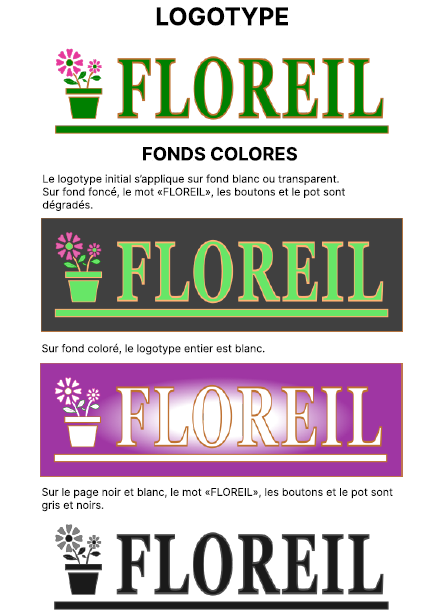 LOGOTYPE
FLOREIL
FONDS COLORES
Le logotype initial s’applique sur fond blanc ou transparent.
Sur fond foncé, le mot «FLOREIL», les boutons et le pot sont
dégradés.
FLOREIL
Sur fond coloré, le logotype entier est blanc.
FLOREIL
Sur le page noir et blanc, le mot «FLOREIL», les boutons et le pot sont
gris et noirs.
FLOREIL